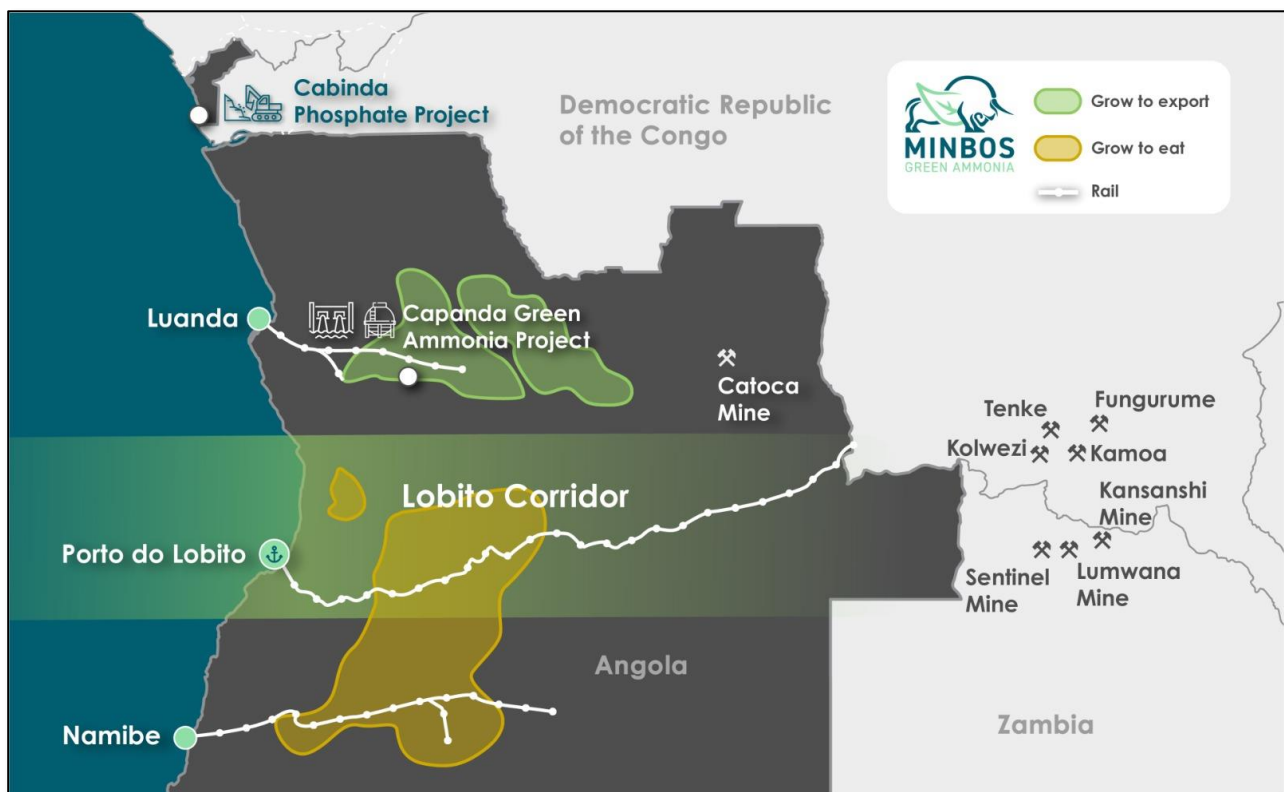 Cabinda
Phosphate Project
Democratic Republic
of the Congo
MINBOS
GREEN AMMONIA
Grow to export
Grow to eat
Rail
Luanda
Capanda Green
Ammonia Project
Catoca
Mine
Tenke
Fungurume
Kolwezi
Kamoa
Kansanshi
Mine
Lobito Corridor
Porto do Lobito
Sentinel
Mine
Lumwana
Mine
Angola
Namibe
Zambia